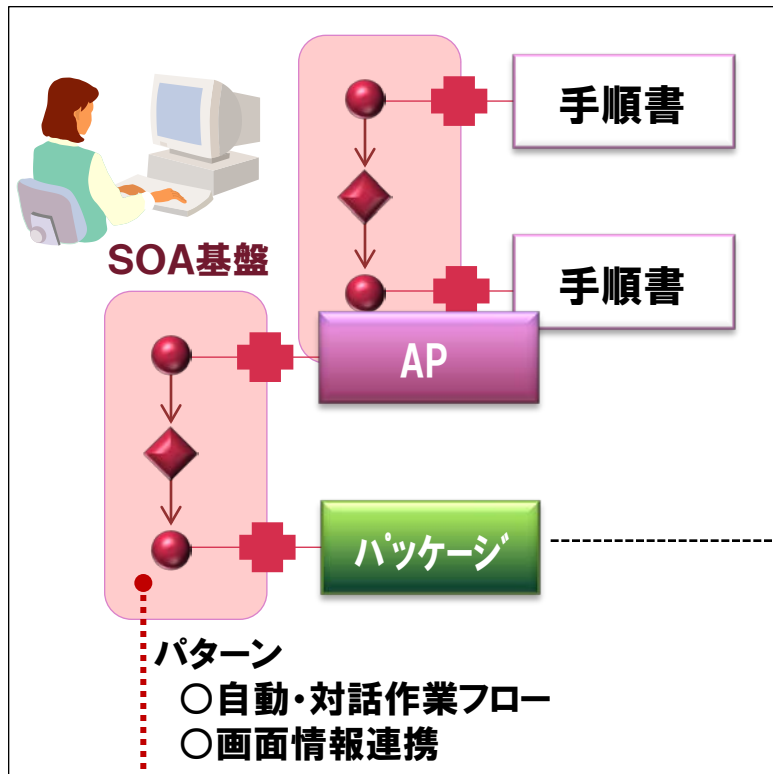 手順書
手順書
SOA基盤
AP
パッケージ
パターン
○自動・対話作業フロー
○画面情報連携